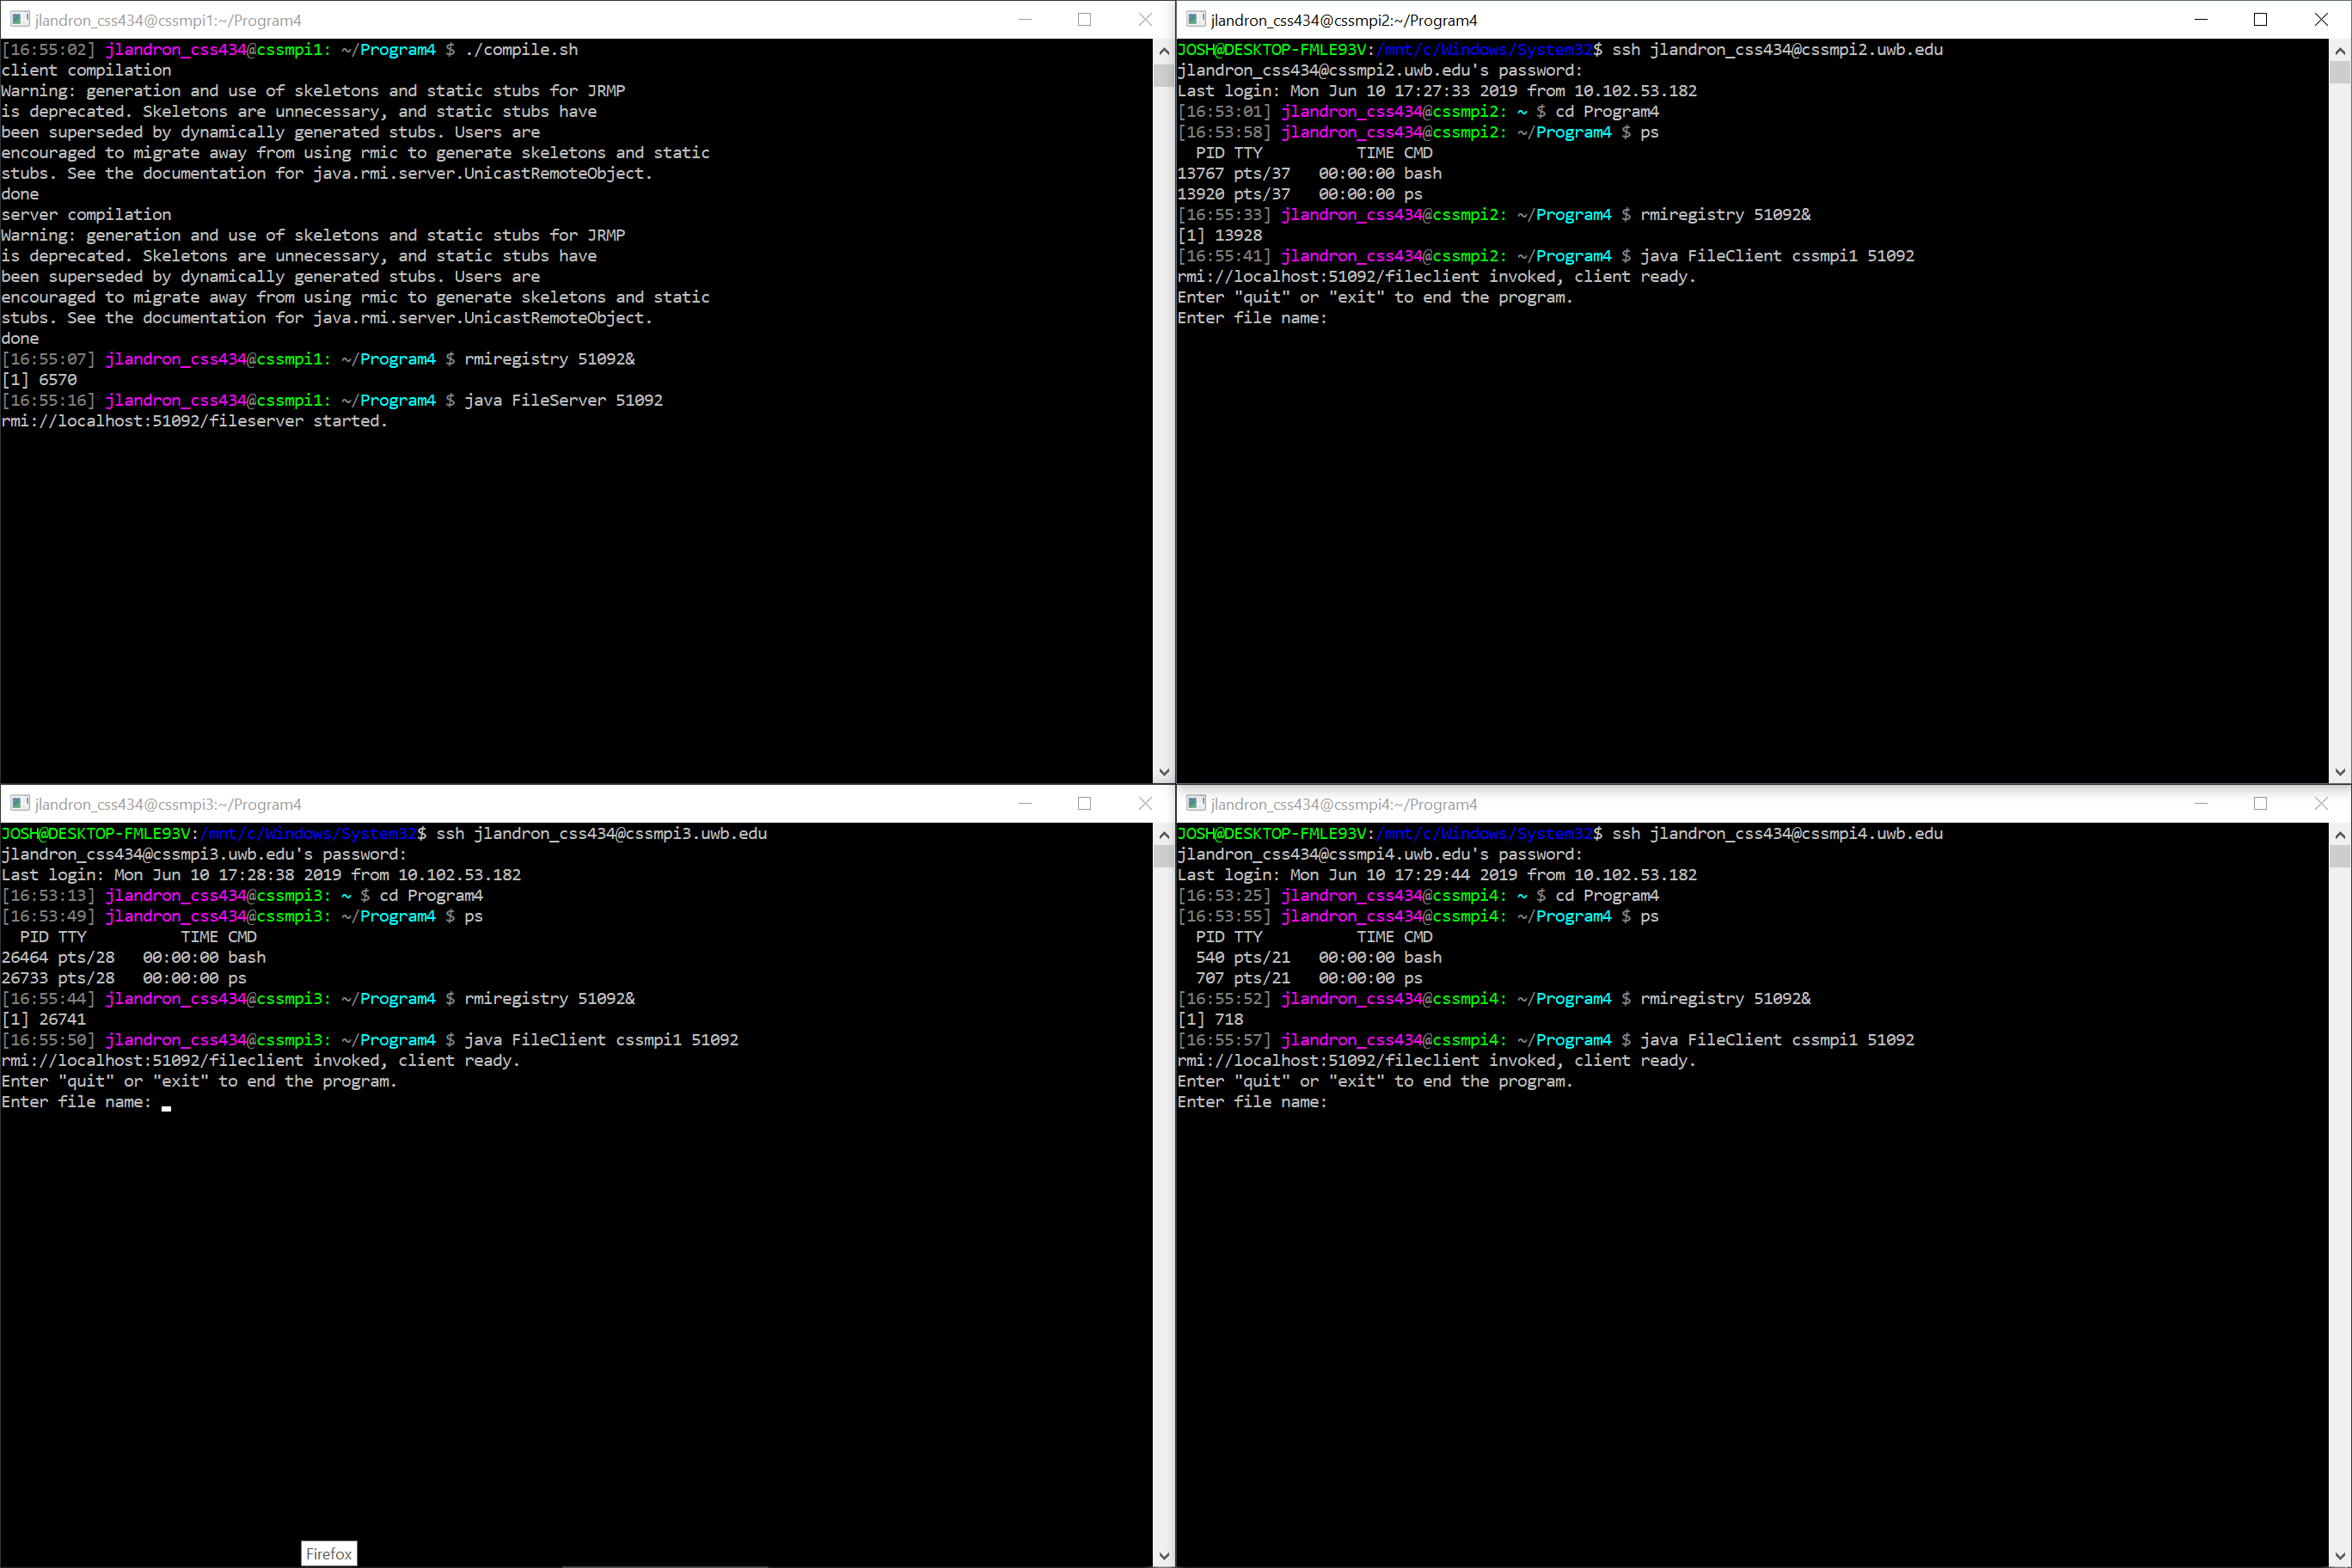 jlandron_css434@cssmpi1:~/Program4
[16:55:02] jlandron_css434@cssmpi1: ~/Program4 $ ./compile.sh
client compilation
Warning: generation and use of skeletons and static stubs for JRMP
is deprecated. Skeletons are unnecessary, and static stubs have
been superseded by dynamically generated stubs. Users are
encouraged to migrate away from using rmic to generate skeletons and static
stubs. See the documentation for java.rmi.server.UnicastRemoteObject.
done
server compilation
Warning: generation and use of skeletons and static stubs for JRMP
is deprecated. Skeletons are unnecessary, and static stubs have
been superseded by dynamically generated stubs. Users are
encouraged to migrate away from using rmic to generate skeletons and static
stubs. See the documentation for java.rmi.server.UnicastRemoteObject.
done
[16:55:07] jlandron_css434@cssmpi1: ~/Program4 $ rmiregistry 51092&
[1] 6570
[16:55:16] jlandron_css434@cssmpi1: ~/Program4 $ java FileServer 51092
rmi://localhost:51092/fileserver started.
jlandron_css434@cssmpi2:~/Program4
JOSH@DESKTOP-FMLE93V:/mnt/c/Windows/System32$ ssh jlandron_css434@cssmpi2.uwb.edu
jlandron_css434@cssmpi2.uwb.edu's password:
Last login: Mon Jun 10 17:27:33 2019 from 10.102.53.182
[16:53:01] jlandron_css434@cssmpi2: ~ $ cd Program4
[16:53:58] jlandron_css434@cssmpi2: ~/Program4 $ ps
PID TTY TIME CMD
13767 pts/37 00:00:00 bash
13920 pts/37 00:00:00 ps
[16:55:33] jlandron_css434@cssmpi2: ~/Program4 $ rmiregistry 51092&
[1] 13928
[16:55:41] jlandron_css434@cssmpi2: ~/Program4 $ java FileClient cssmpi1 51092
rmi://localhost:51092/fileclient invoked, client ready.
Enter "quit" or "exit" to end the program.
Enter file name:
jlandron_css434@cssmpi3:~/Program4
JOSH@DESKTOP-FMLE93V:/mnt/c/Windows/System32$ ssh jlandron_css434@cssmpi3.uwb.edu
jlandron_css434@cssmpi3.uwb.edu's password:
Last login: Mon Jun 10 17:28:38 2019 from 10.102.53.182
[16:53:13] jlandron_css434@cssmpi3: ~ $ cd Program4
[16:53:49] jlandron_css434@cssmpi3: ~/Program4 $ ps
PID TTY TIME CMD
26464 pts/28 00:00:00 bash
26733 pts/28 00:00:00 ps
[16:55:44] jlandron_css434@cssmpi3: ~/Program4 $ rmiregistry 51092&
[1] 26741
[16:55:50] jlandron_css434@cssmpi3: ~/Program4 $ java FileClient cssmpi1 51092
rmi://localhost:51092/fileclient invoked, client ready.
Enter "quit" or "exit" to end the program.
Enter file name:
Firefox
jlandron_css434@cssmpi4:~/Program4
JOSH@DESKTOP-FMLE93V:/mnt/c/Windows/System32$ ssh jlandron_css434@cssmpi4.uwb.edu
jlandron_css434@cssmpi4.uwb.edu's password:
Last login: Mon Jun 10 17:29:44 2019 from 10.102.53.182
[16:53:25] jlandron_css434@cssmpi4: ~ $ cd Program4
[16:53:55] jlandron_css434@cssmpi4: ~/Program4 $ ps
PID TTY TIME CMD
540 pts/21 00:00:00 bash
707 pts/21 00:00:00 ps
[16:55:52] jlandron_css434@cssmpi4: ~/Program4 $ rmiregistry 51092&
[1] 718
[16:55:57] jlandron_css434@cssmpi4: ~/Program4 $ java FileClient cssmpi1 51092
rmi://localhost:51092/fileclient invoked, client ready.
Enter "quit" or "exit" to end the program.
Enter file name: